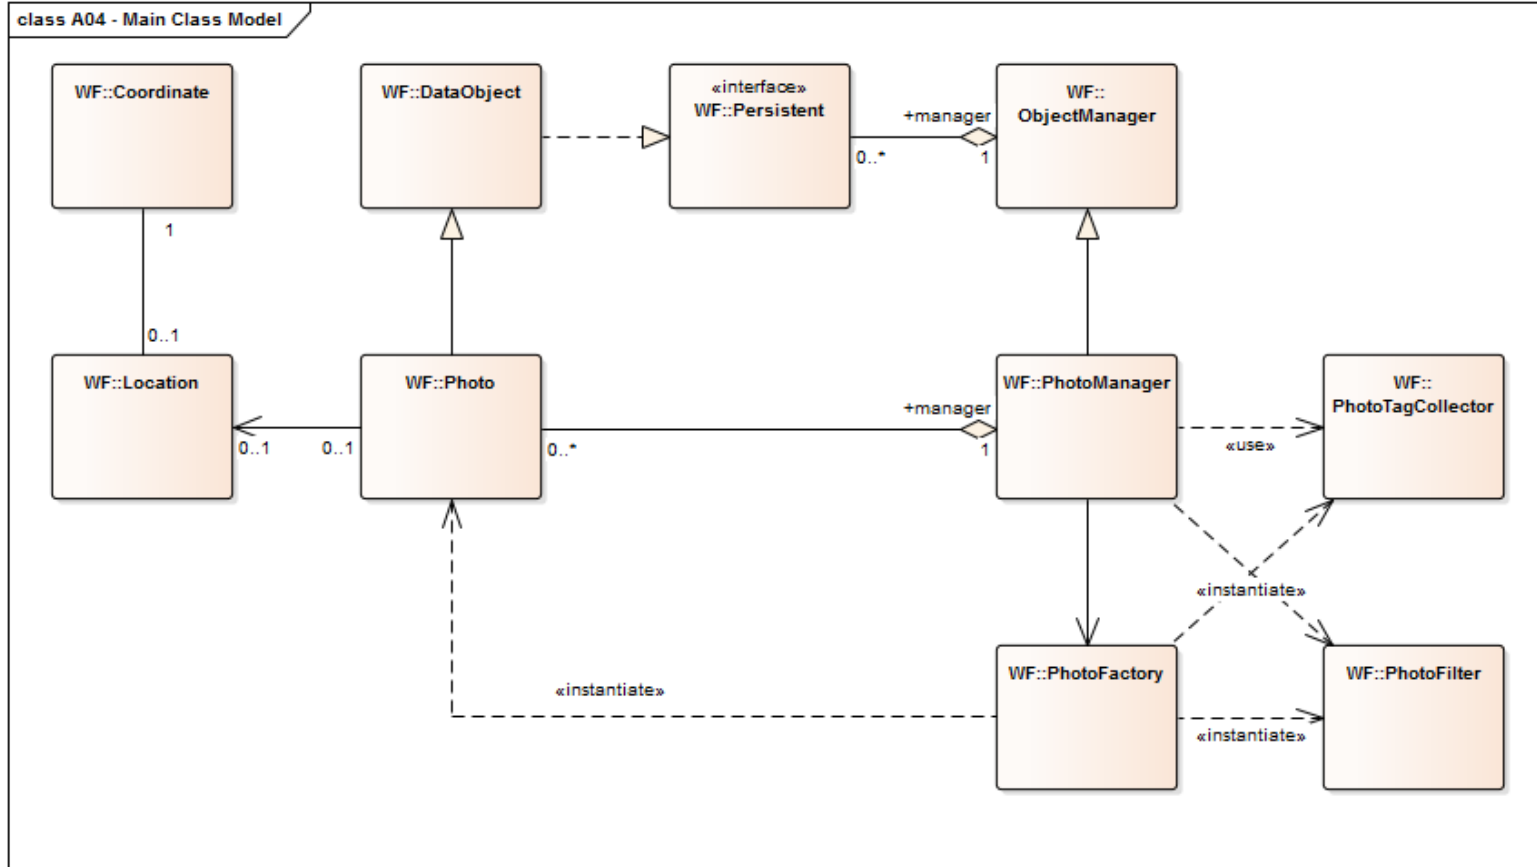 class A04 - Main Class Model
WF::Coordinate
WF::DataObject
«interface»
WF::Persistent
WF::
ObjectManager
+manager
0..*
1
1
0..1
WF::Location
WF::Photo
WF::PhotoManager
WF::
PhotoTagCollector
+manager
0..1
0..1
0..*
1
«use»
«instantiate»
WF::PhotoFactory
WF::PhotoFilter
«instantiate»
«instantiate»